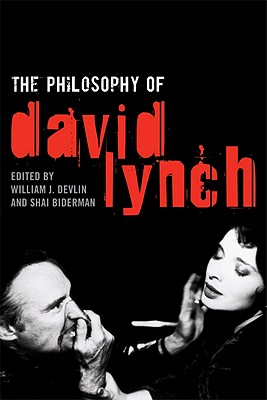 THE PHILOSOPHY OF
david
lynch
EDITED BY
WILLIAM J. DEVLIN
AND SHAI BIDERMAN